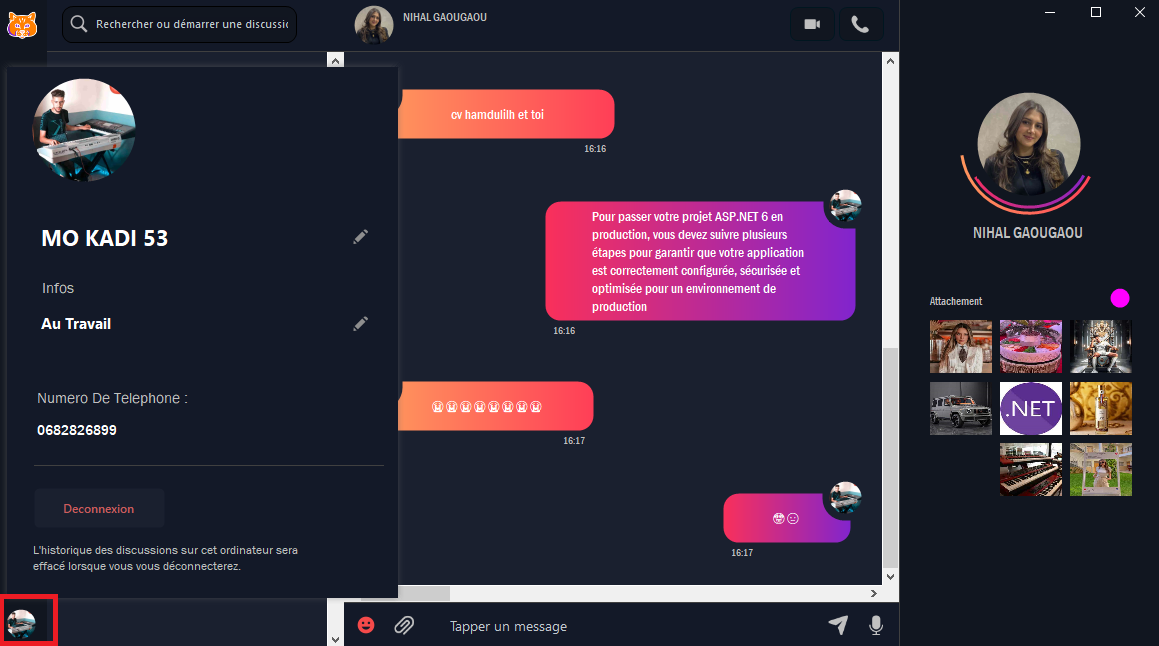 Rechercher ou démarrer une discussic
NIHAL GAOUGAOU
MO KADI 53
Infos
Au Travail
Numero De Telephone :
0682826899
Deconnexion
L'historique des discussions sur cet ordinateur sera
effacé lorsque vous vous déconnecterez.
cv hamdulilh et toi
16:16
Pour passer votre projet ASP.NET 6 en
production, vous devez suivre plusieurs
étapes pour garantir que votre application
est correctement configurée, sécurisée et
optimisée pour un environnement de
production
16:16
16:17
16:17
Tapper un message
NIHAL GAOUGAOU
Attachement
.NET